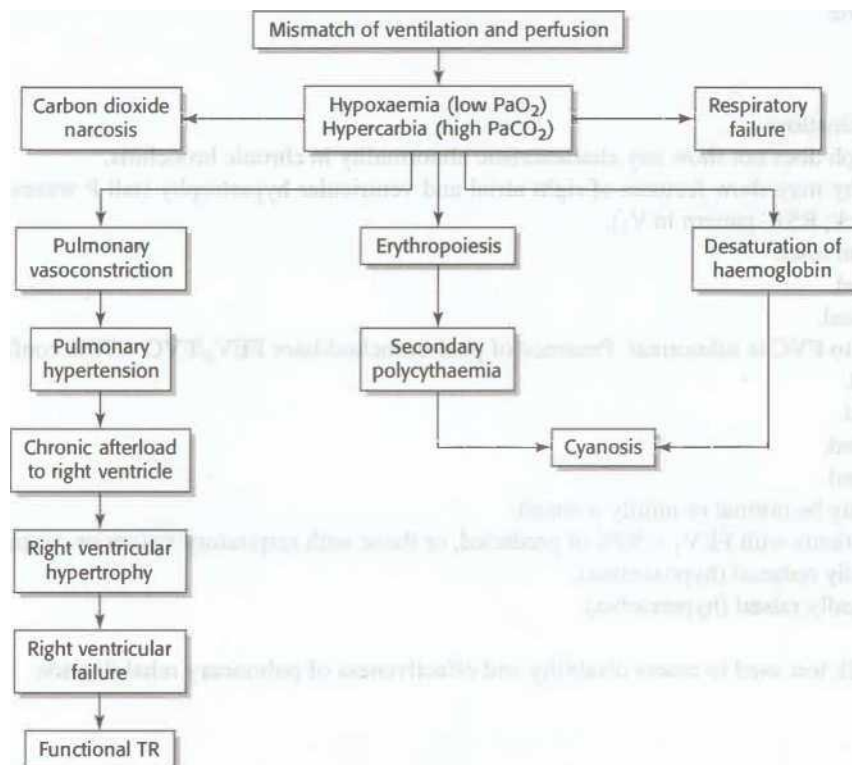 Mismatch of ventilation and perfusion
Carbon dioxide
narcosis
Hypoxaemia (low PaO₂)
Hypercarbia (high PaCO₂)
Respiratory
failure
Pulmonary
vasoconstriction
Erythropoiesis
Desaturation of
haemoglobin
Pulmonary
hypertension
Secondary
polycythaemia
Chronic afterload
to right ventricle
Cyanosis
Right ventricular
hypertrophy
Right ventricular
failure
Functional TR